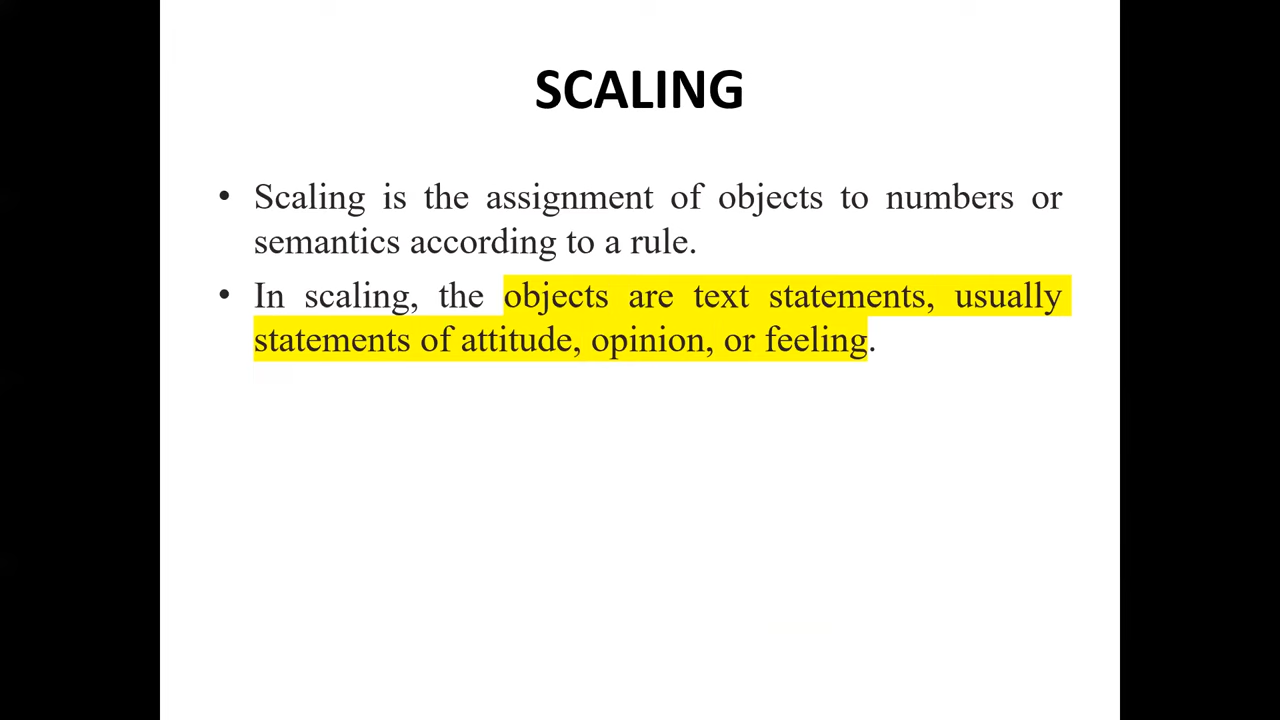 SCALING
• Scaling is the assignment of objects to numbers or
semantics according to a rule.
• In scaling, the objects are text statements, usually
statements of attitude, opinion, or feeling.